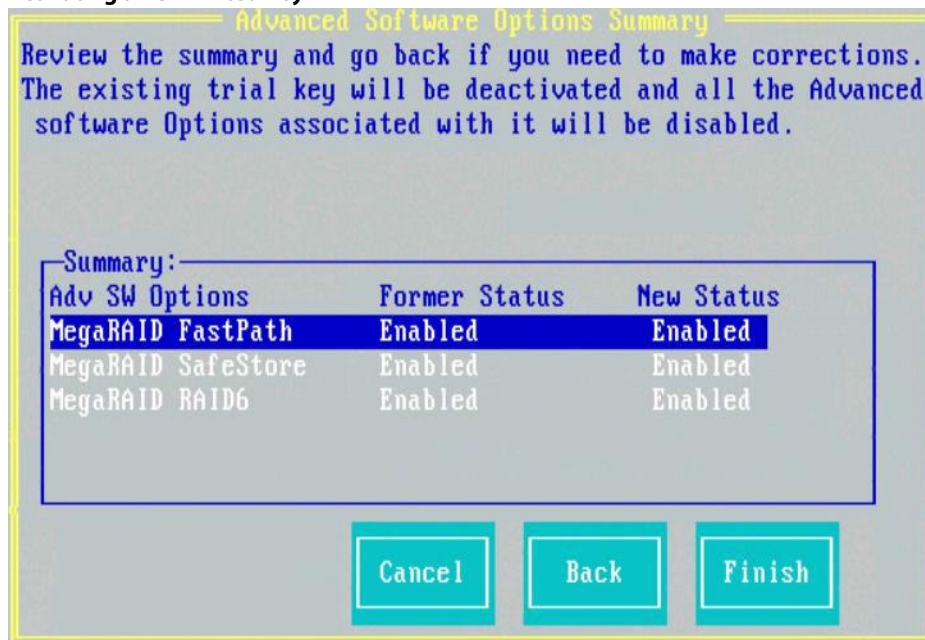 Advanced Software Options Summary
Review the summary and go back if you need to make corrections.
The existing trial key will be deactivated and all the Advanced
software Options associated with it will be disabled.
Summary:
Adv SW Options Former Status New Status
MegaRAID FastPath Enabled Enabled
MegaRAID SafeStore Enabled Enabled
MegaRAID RAID6 Enabled Enabled
Cancel Back Finish